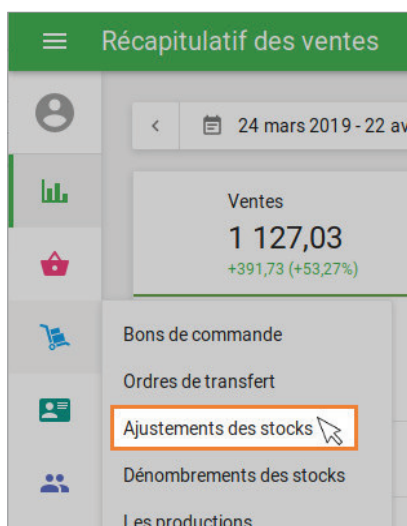 Récapitulatif des ventes
24 mars 2019 - 22 av
Ventes
1 127,03
+391,73 (+53,27%)
Bons de commande
Ordres de transfert
Ajustements des stocks
Dénombrements des stocks
Les productions